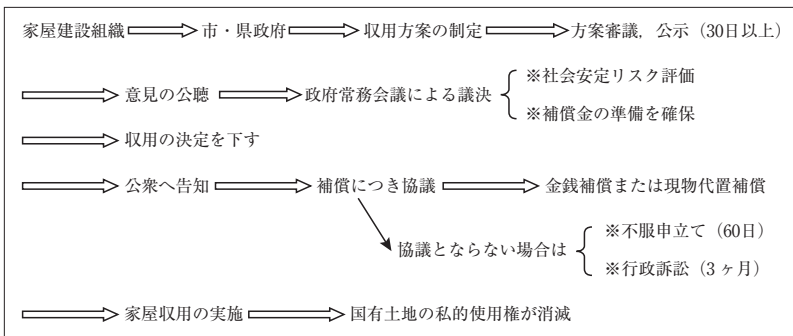 家屋建設組織 市・県政府 収用方案の制定 方案審議，公示（30日以上）
意見の公聴 政府常務会議による議決
※社会安定リスク評価
※補償金の準備を確保
収用の決定を下す
公衆へ告知 補償につき協議 金銭補償または現物代置補償
協議とならない場合は
※不服申立て（60日）
※行政訴訟（3ヶ月）
家屋収用の実施 国有土地の私的使用権が消滅